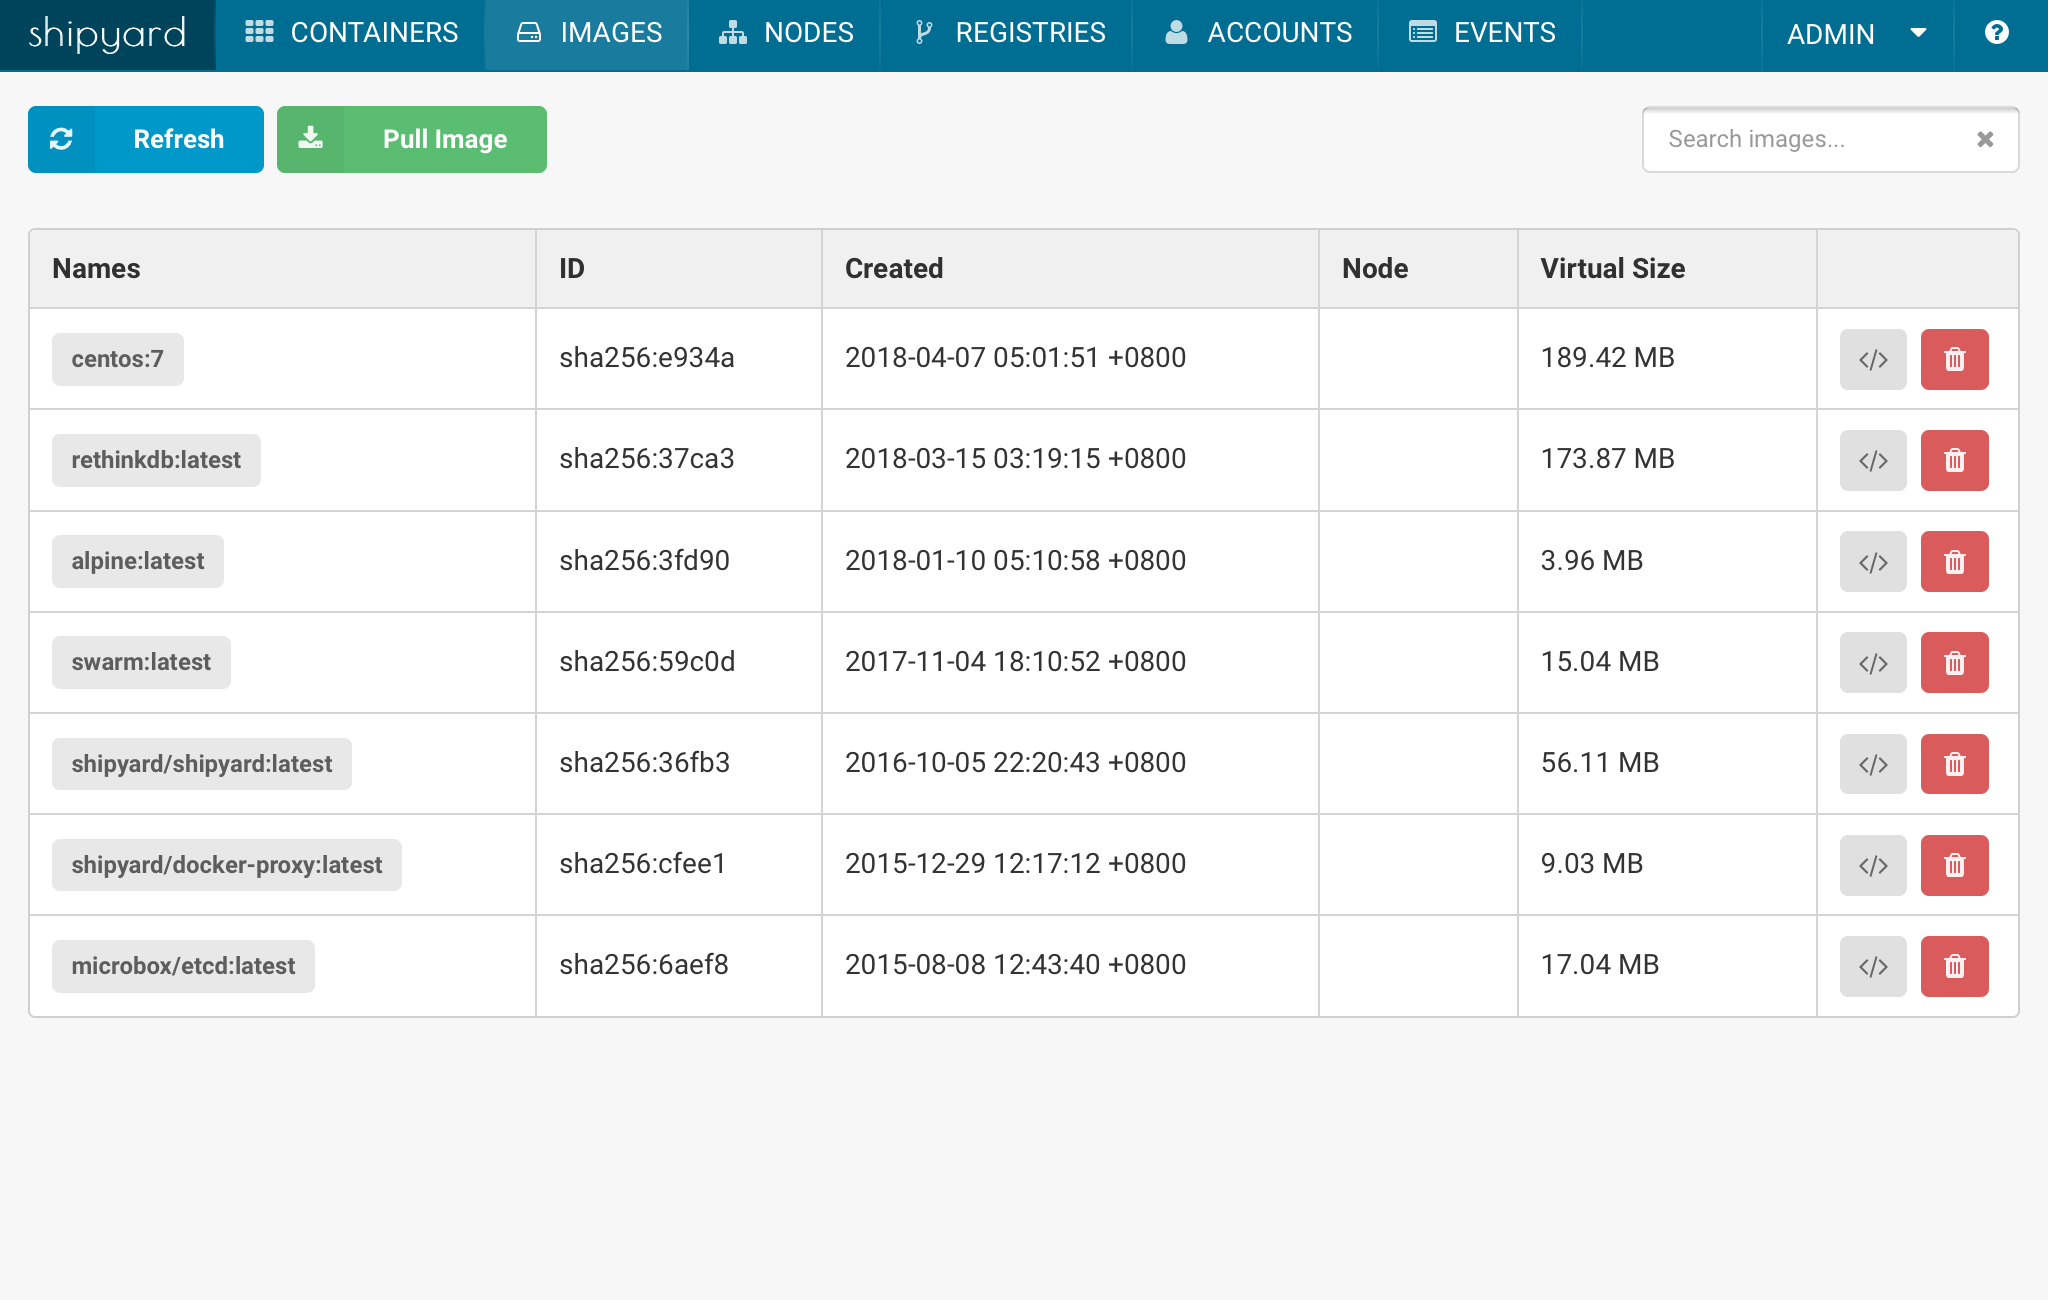 shipyard CONTAINERS IMAGES NODES REGISTRIES ACCOUNTS EVENTS ADMIN
Refresh Pull Image Search images...
Names ID Created Node Virtual Size
centos:7 sha256:e934a 2018-04-07 05:01:51 +0800 189.42 MB
rethinkdb:latest sha256:37ca3 2018-03-15 03:19:15 +0800 173.87 MB
alpine:latest sha256:3fd90 2018-01-10 05:10:58 +0800 3.96 MB
swarm:latest sha256:59c0d 2017-11-04 18:10:52 +0800 15.04 MB
shipyard/shipyard:latest sha256:36fb3 2016-10-05 22:20:43 +0800 56.11 MB
shipyard/docker-proxy:latest sha256:cfee1 2015-12-29 12:17:12 +0800 9.03 MB
microbox/etcd:latest sha256:6aef8 2015-08-08 12:43:40 +0800 17.04 MB